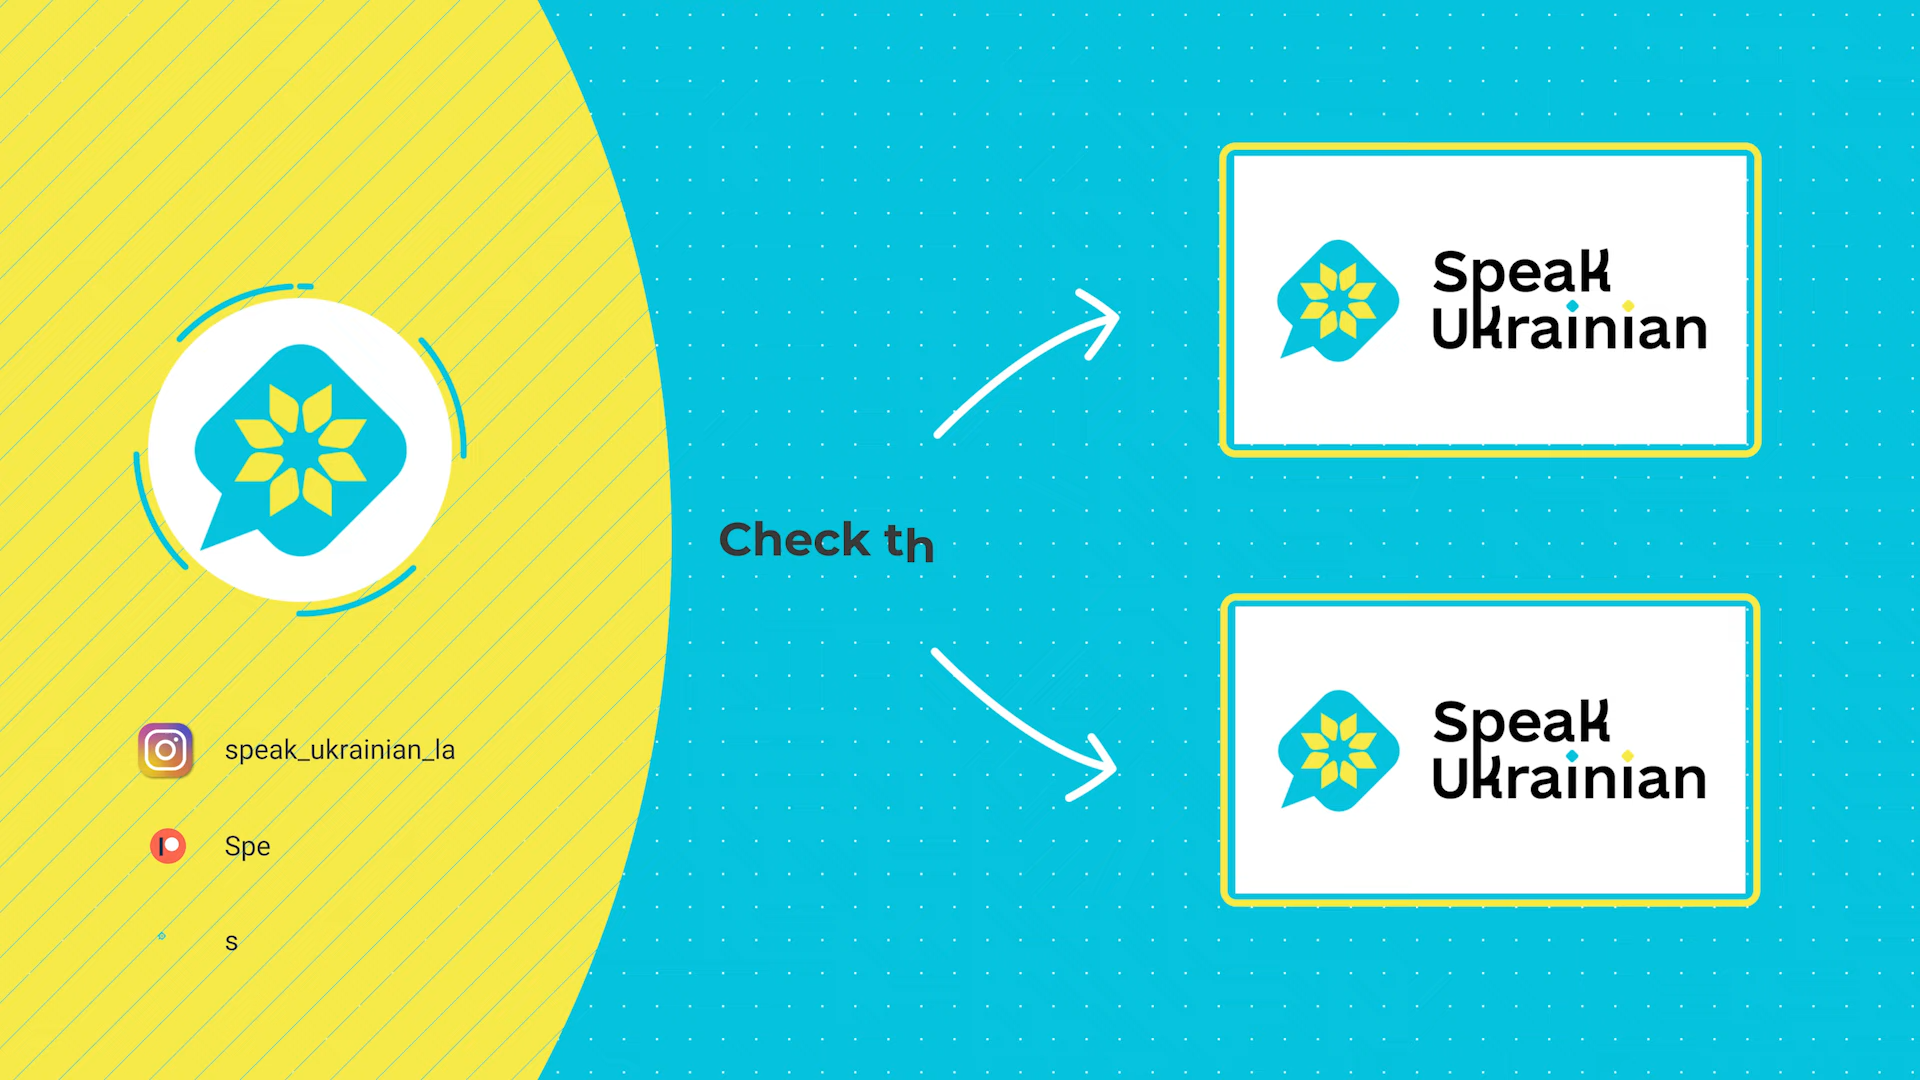 speak_ukrainian_la
Spe
s
Check th
Speak
Ukrainian
Speak
Ukrainian